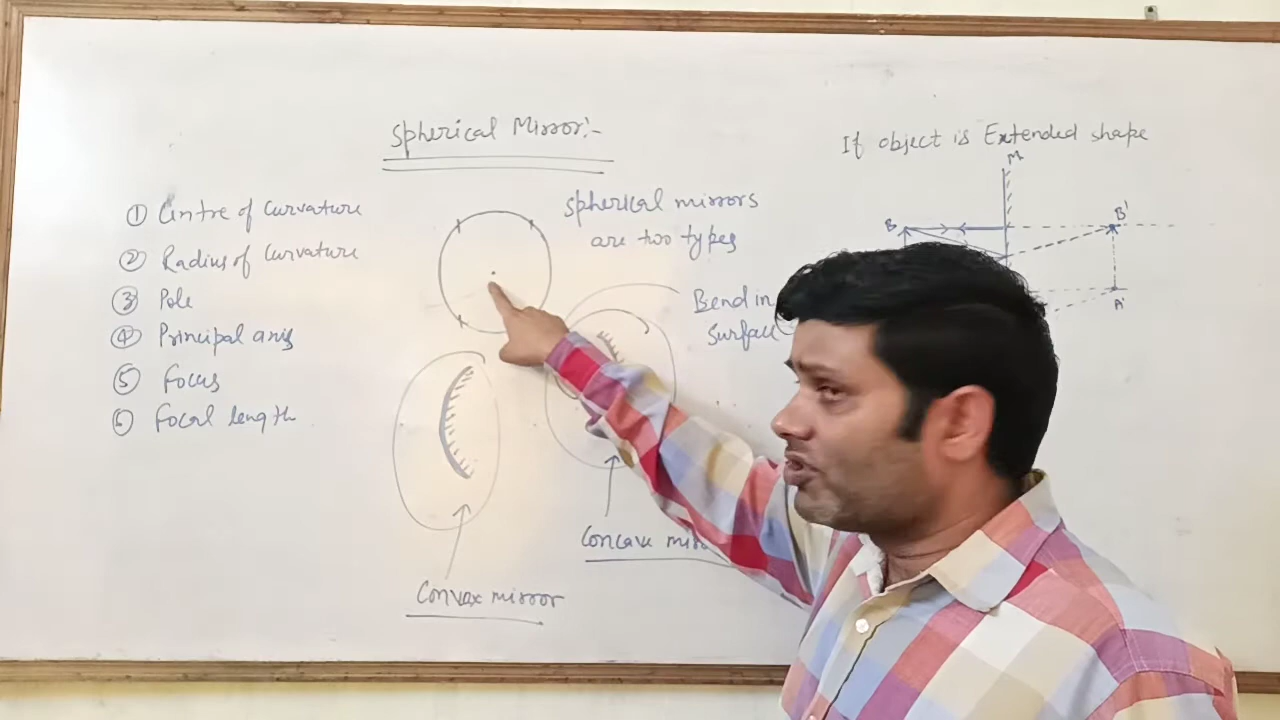 Spherical Mirror:-
① Centre of Curvature
② Radius of Curvature
③ Pole
④ Principal axis
⑤ Focus
⑥ Focal length
Spherical mirrors
are two types
Bend in
Surface
Concave
Convex mirror
If object is Extended shape
M
B
B'
A'